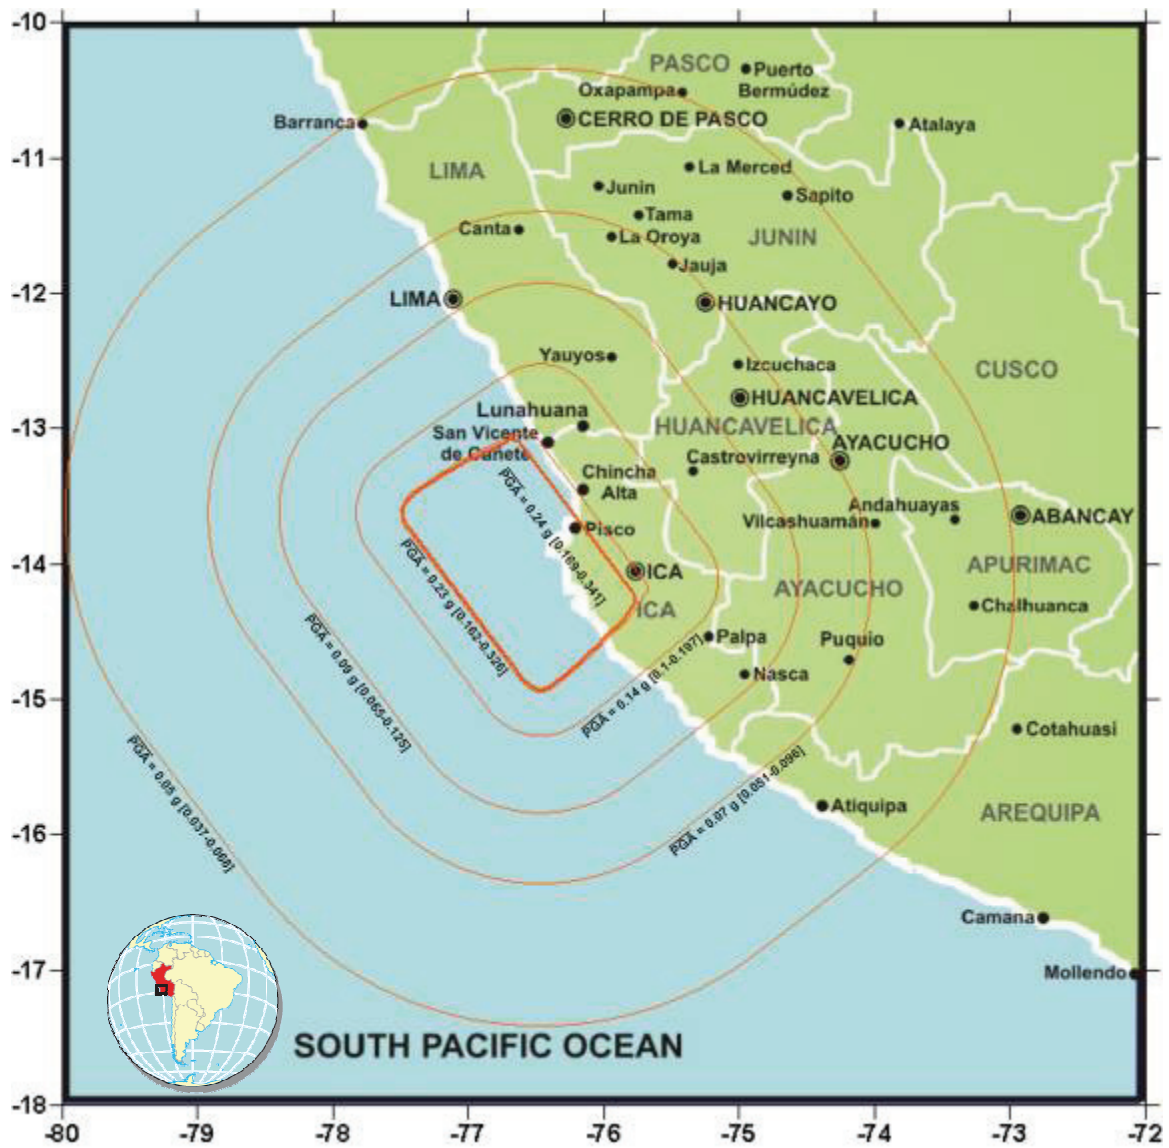 -10
PASCO
Puerto
Bermúdez
Oxapampa
CERRO DE PASCO
Barranca
Atalaya
-11
LIMA
La Merced
Junin
Sapito
Tama
Canta
La Oroya
JUNIN
Jauja
-12
LIMA
HUANCAYO
Yauyos
Izcuchaca
CUSCO
HUANCAVELICA
Lunahuana
-13
San Vicente
de Cañete
HUANCAVELICA
AYACUCHO
Castrovirreyna
Chincha
Alta
PGA = 0.24 g [0.169-0.341]
Andahuayas
Vilcashuamán
ABANCAY
Pisco
-14
PGA = 0.23 g [0.162-0.326]
ICA
APURIMAC
AYACUCHO
ICA
Chalhuanca
PGA = 0.09 g [0.065-0.125]
Palpa
Puquio
PGA = 0.14 g [0.1-0.197]
Nasca
-15
Cotahuasi
PGA = 0.05 g [0.037-0.068]
PGA = 0.07 g [0.051-0.096]
Atiquipa
AREQUIPA
-16
Camana
-17
Mollendo
SOUTH PACIFIC OCEAN
-18
-80 -79 -78 -77 -76 -75 -74 -73 -72